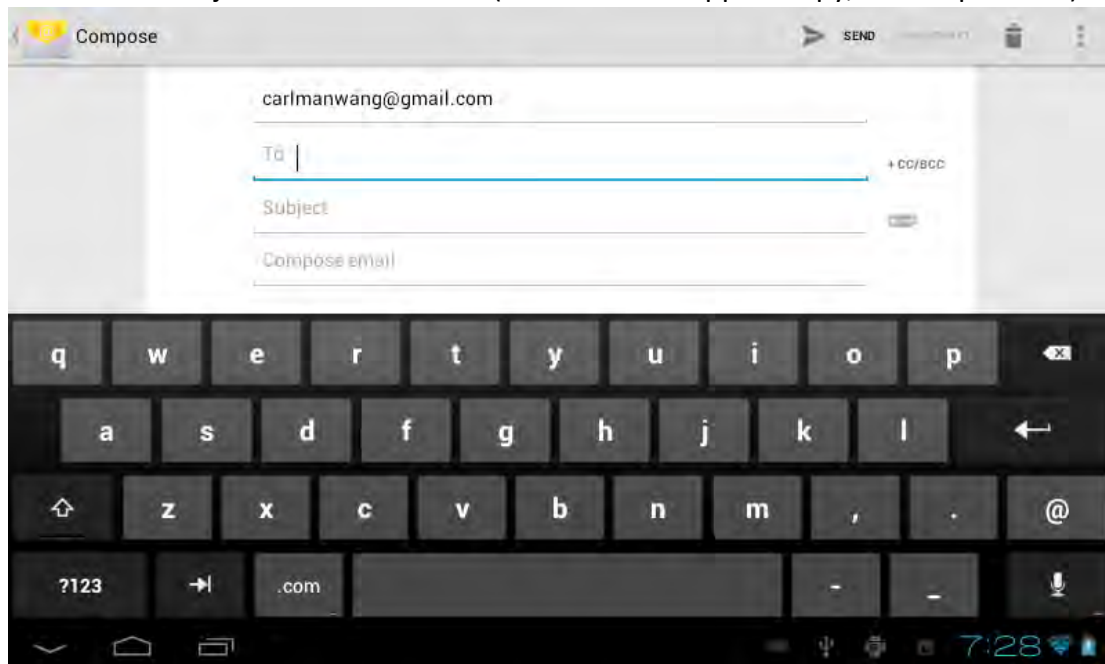 Compose
SEND
carlmanwang@gmail.com
To
+ CC/BCC
Subject
Compose email
q w e r t y u i o p
a s d f g h j k l
z x c v b n m , . @
?123 .com - _
7:28